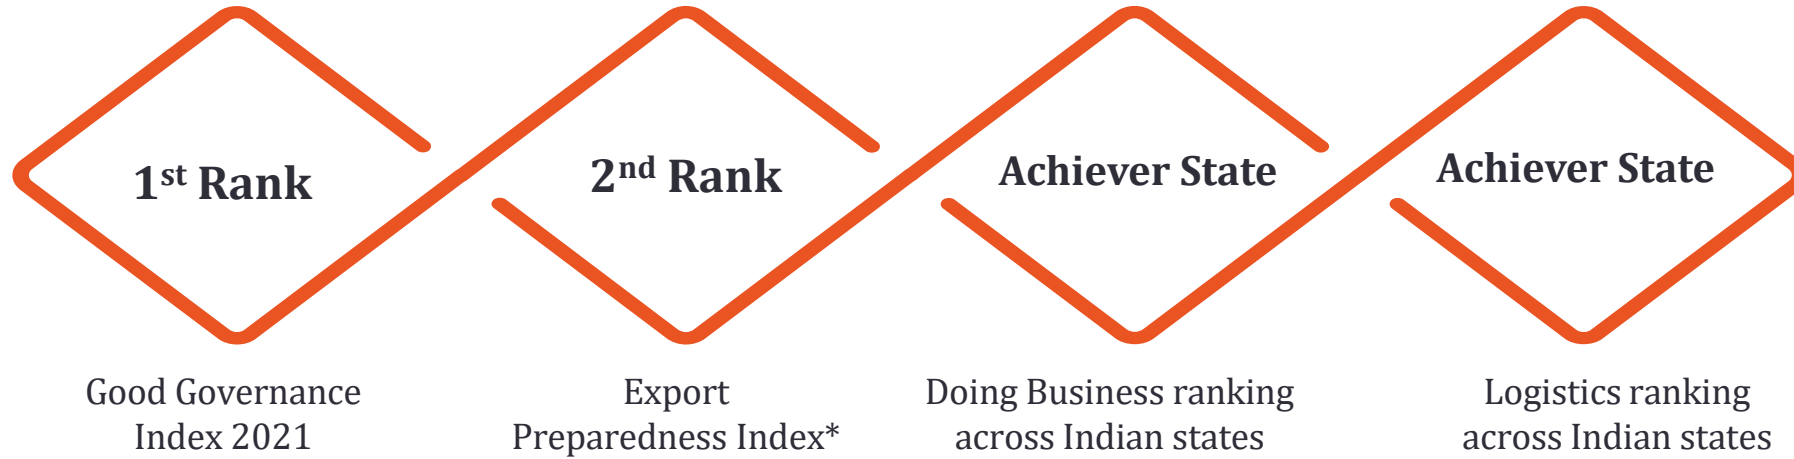 1st Rank
Good Governance
Index 2021
2nd Rank
Export
Preparedness Index*
Achiever State
Doing Business ranking
across Indian states
Achiever State
Logistics ranking
across Indian states